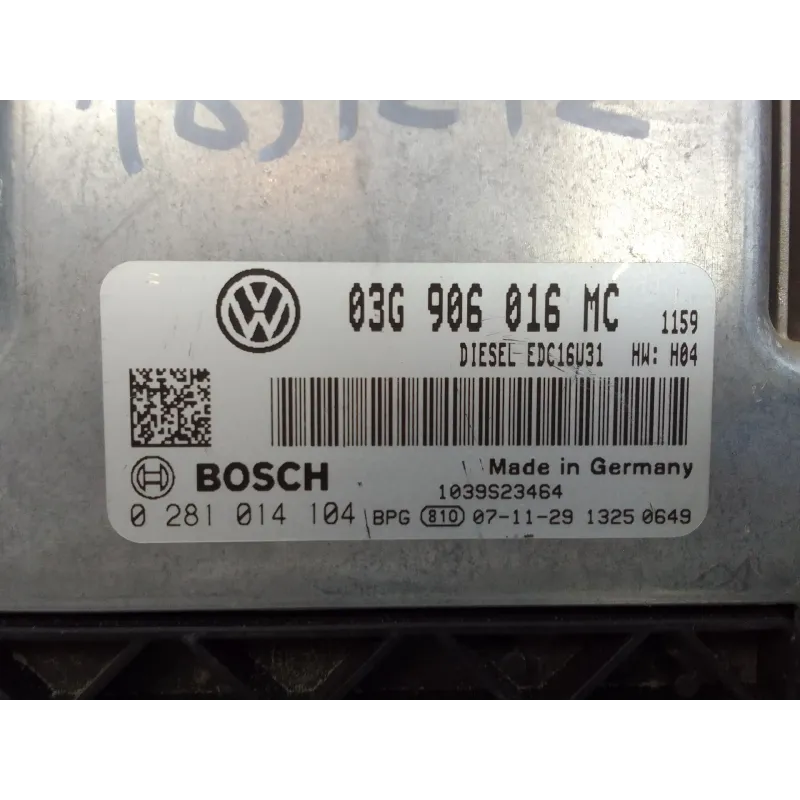 VW 03G 906 016 MC 1159
DIESEL EDC16U31 HW: H04
BOSCH Made in Germany
1039S23464
0 281 014 104 BPG 810 07-11-29 1325 0649